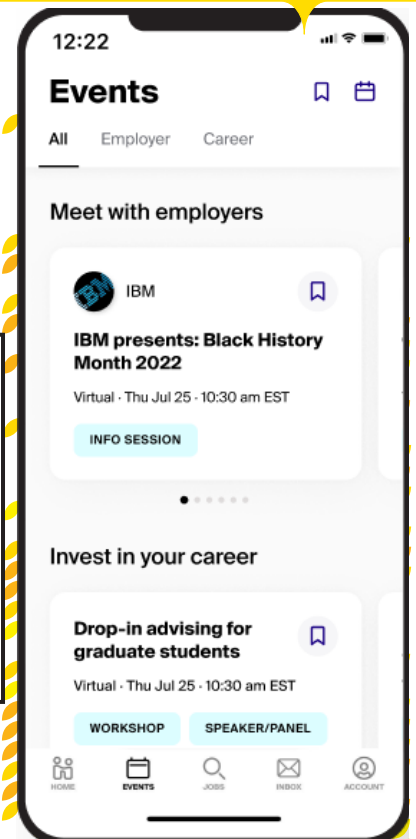 12:22
Events
All Employer Career
Meet with employers
IBM IBM
IBM presents: Black History
Month 2022
Virtual · Thu Jul 25 · 10:30 am EST
INFO SESSION
Invest in your career
Drop-in advising for
graduate students
Virtual · Thu Jul 25 · 10:30 am EST
WORKSHOP SPEAKER/PANEL
HOME EVENTS JOBS INBOX ACCOUNT